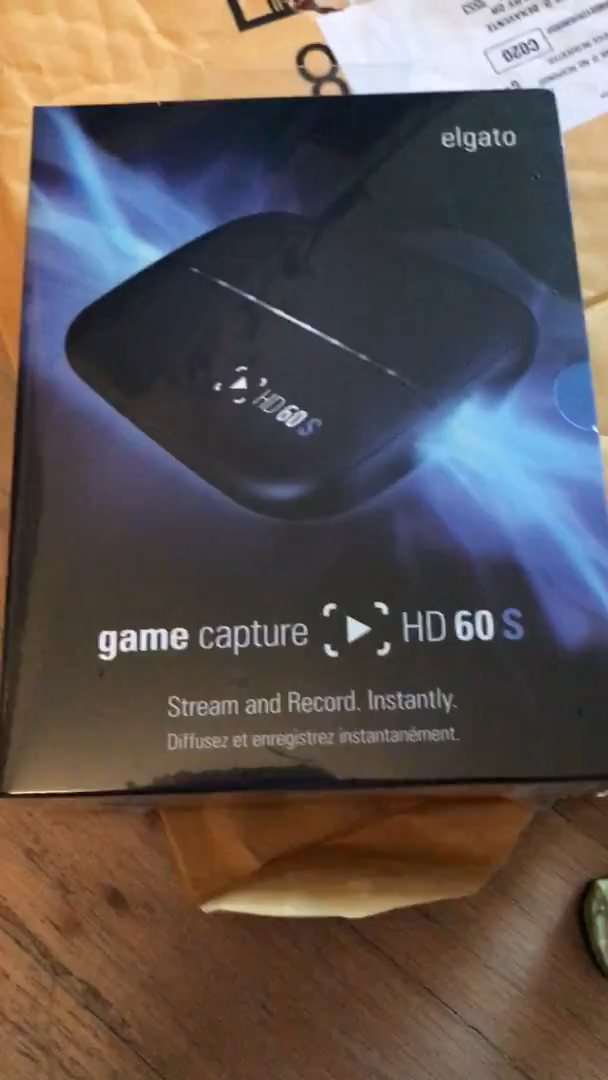 C020
elgato
HD 60 S
game capture HD 60 S
Stream and Record. Instantly.
Diffusez et enregistrez instantanément.